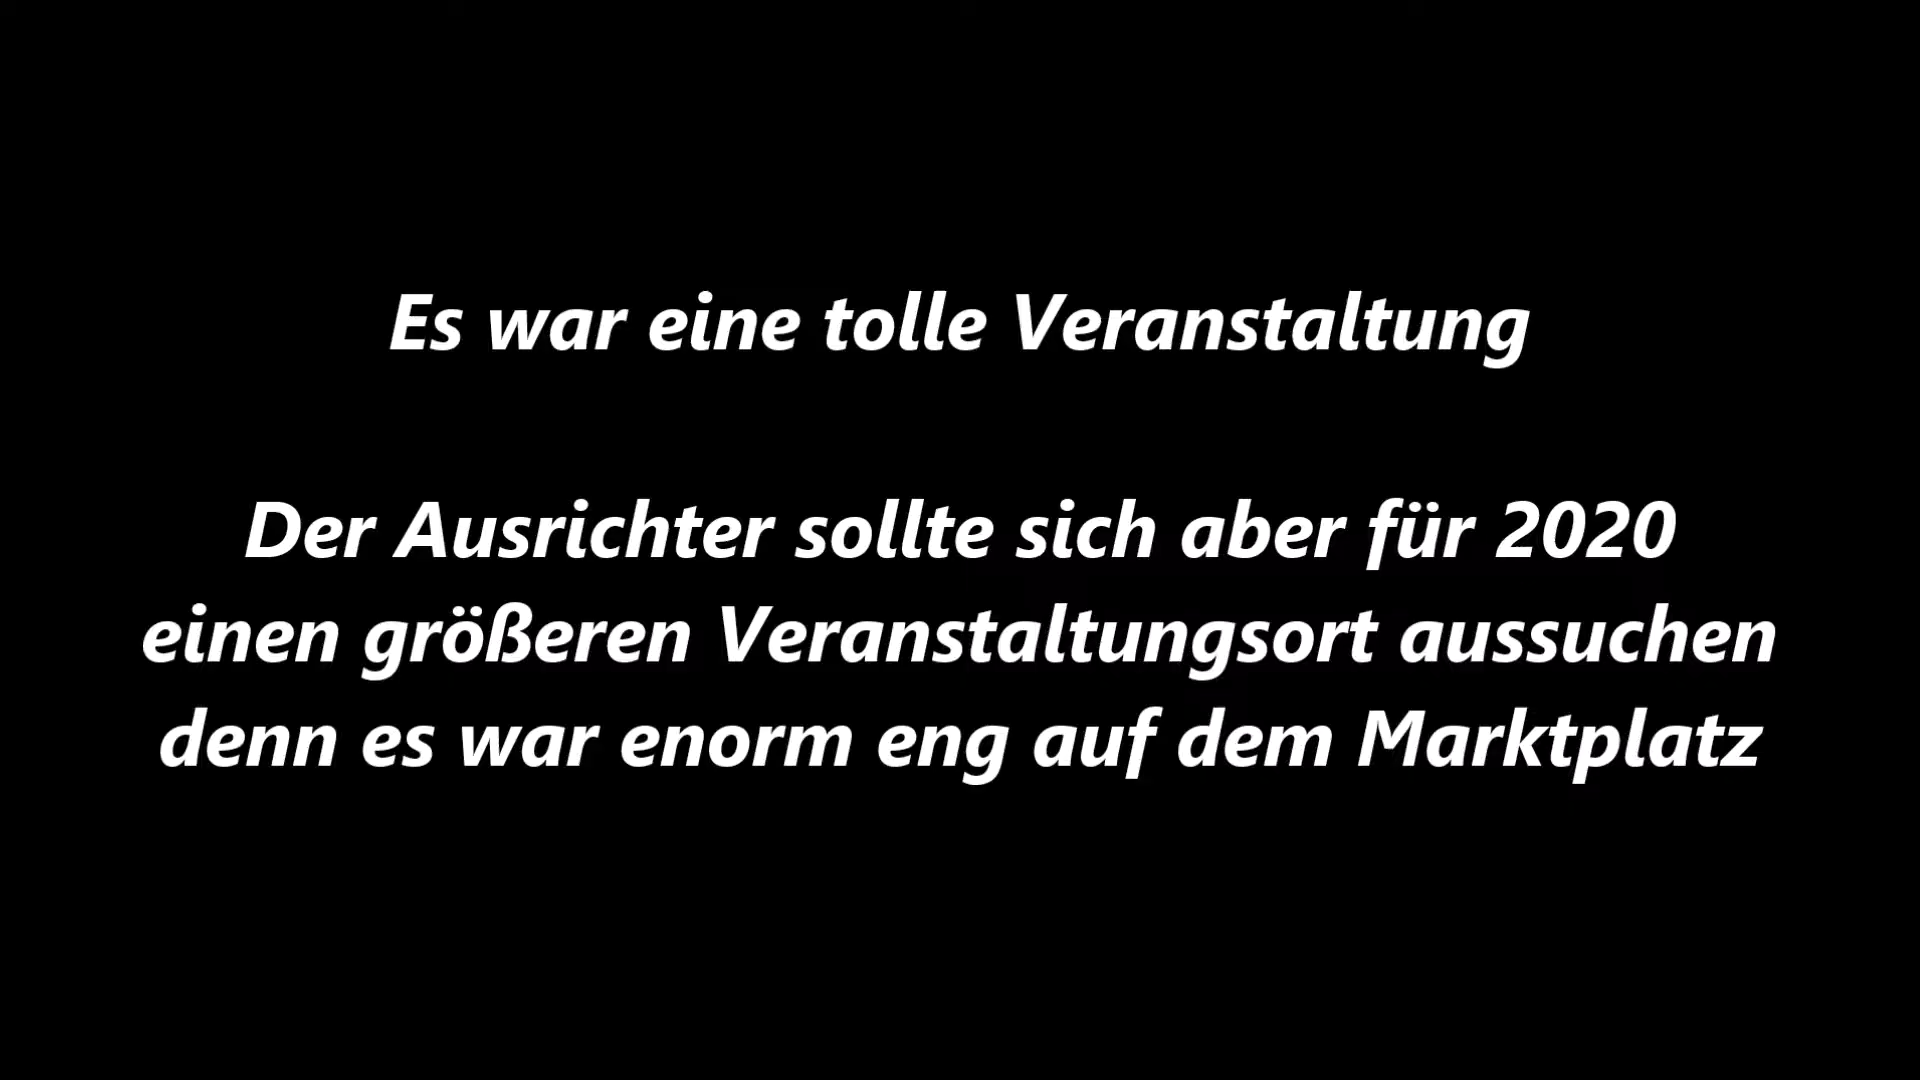 Es war eine tolle Veranstaltung
Der Ausrichter sollte sich aber für 2020
einen größeren Veranstaltungsort aussuchen
denn es war enorm eng auf dem Marktplatz